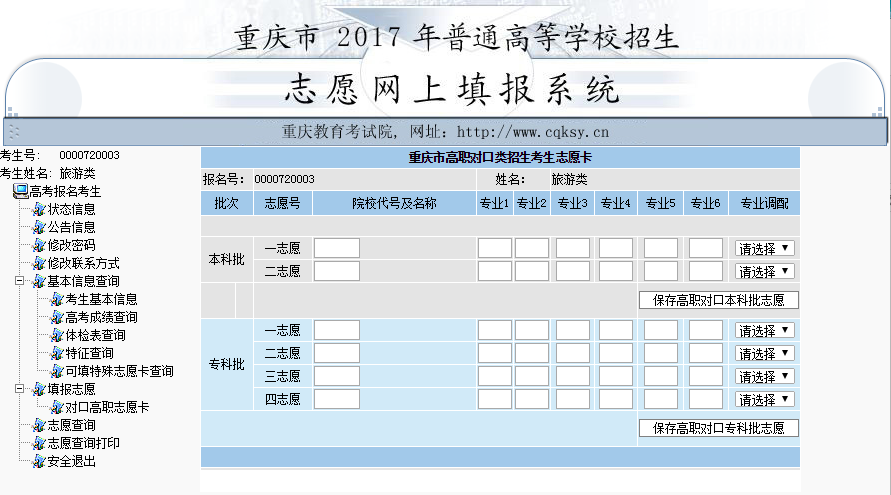 重庆市 2017 年普通高等学校招生
志愿网上填报系统
重庆教育考试院, 网址: http://www.cqksy.cn
考生号: 0000720003
考生姓名: 旅游类
高考报名考生
状态信息
公告信息
修改密码
修改联系方式
基本信息查询
考生基本信息
高考成绩查询
体检表查询
特征查询
可填特殊志愿卡查询
填报志愿
对口高职志愿卡
志愿查询
志愿查询打印
安全退出
重庆市高职对口类招生考生志愿卡
报名号: 0000720003 姓名: 旅游类
批次 志愿号 院校代号及名称 专业1 专业2 专业3 专业4 专业5 专业6 专业调配
本科批
一志愿 请选择
二志愿 请选择
保存高职对口本科批志愿
专科批
一志愿 请选择
二志愿 请选择
三志愿 请选择
四志愿 请选择
保存高职对口专科批志愿